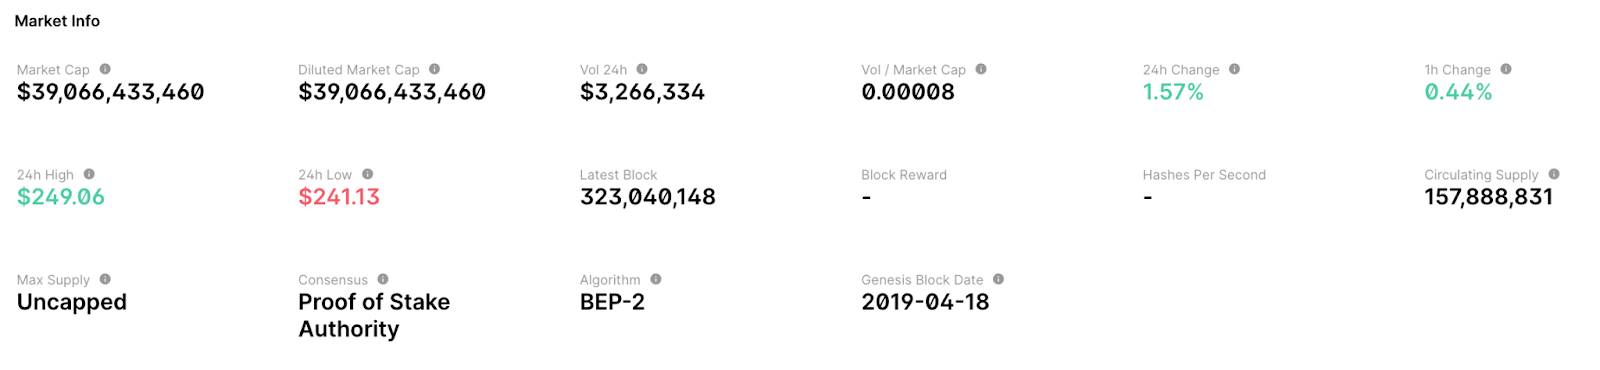 Market Info
Market Cap
$39,066,433,460
Diluted Market Cap
$39,066,433,460
Vol 24h
$3,266,334
Vol / Market Cap
0.00008
24h Change
1.57%
1h Change
0.44%
24h High
$249.06
24h Low
$241.13
Latest Block
323,040,148
Block Reward
-
Hashes Per Second
-
Circulating Supply
157,888,831
Max Supply
Uncapped
Consensus
Proof of Stake
Authority
Algorithm
BEP-2
Genesis Block Date
2019-04-18